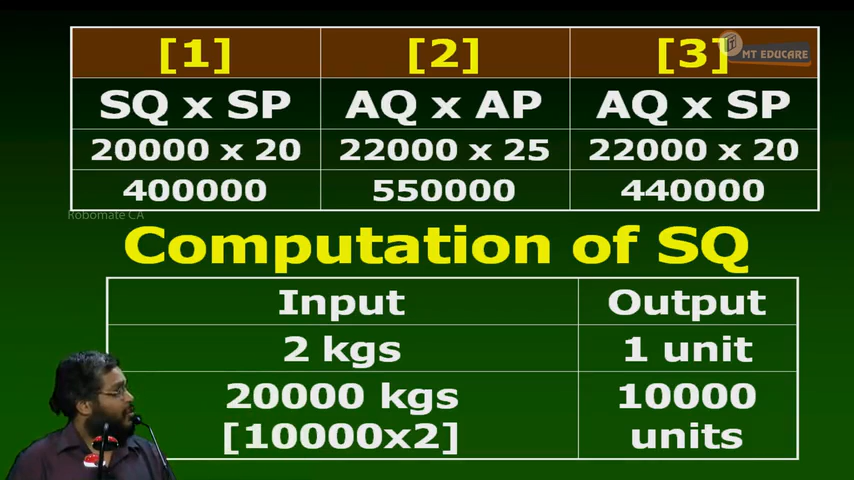 [1] [2] [3]
MT EDUCARE
SQ x SP AQ x AP AQ x SP
20000 x 20 22000 x 25 22000 x 20
400000 550000 440000
Robomate CA
Computation of SQ
Input Output
2 kgs 1 unit
20000 kgs 10000
[10000x2] units